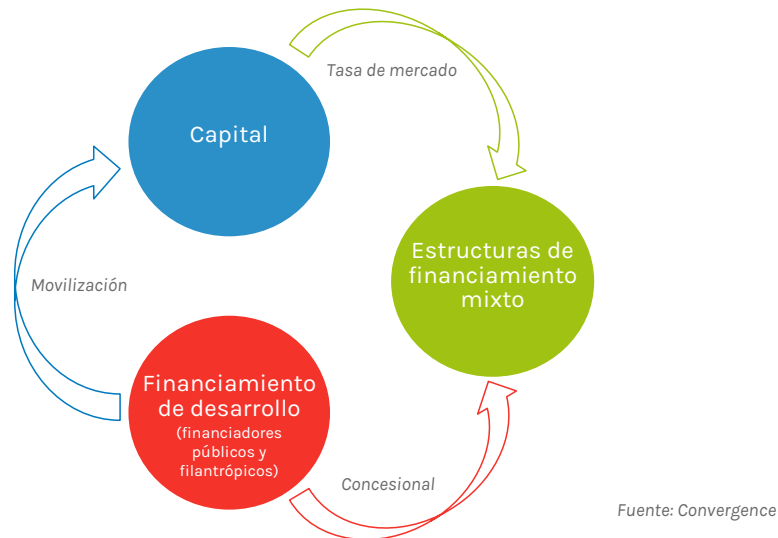 Tasa de mercado
Capital
Estructuras de
financiamiento
mixto
Movilización
Financiamiento
de desarrollo
(financiadores
públicos y
filantrópicos)
Concesional
Fuente: Convergence